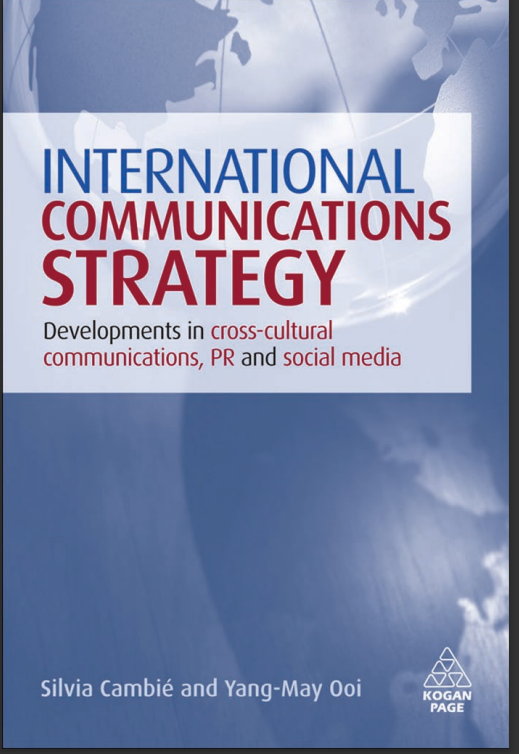 INTERNATIONAL
COMMUNICATIONS
STRATEGY
Developments in cross-cultural
communications, PR and social media
Silvia Cambié and Yang-May Ooi
KOGAN
PAGE